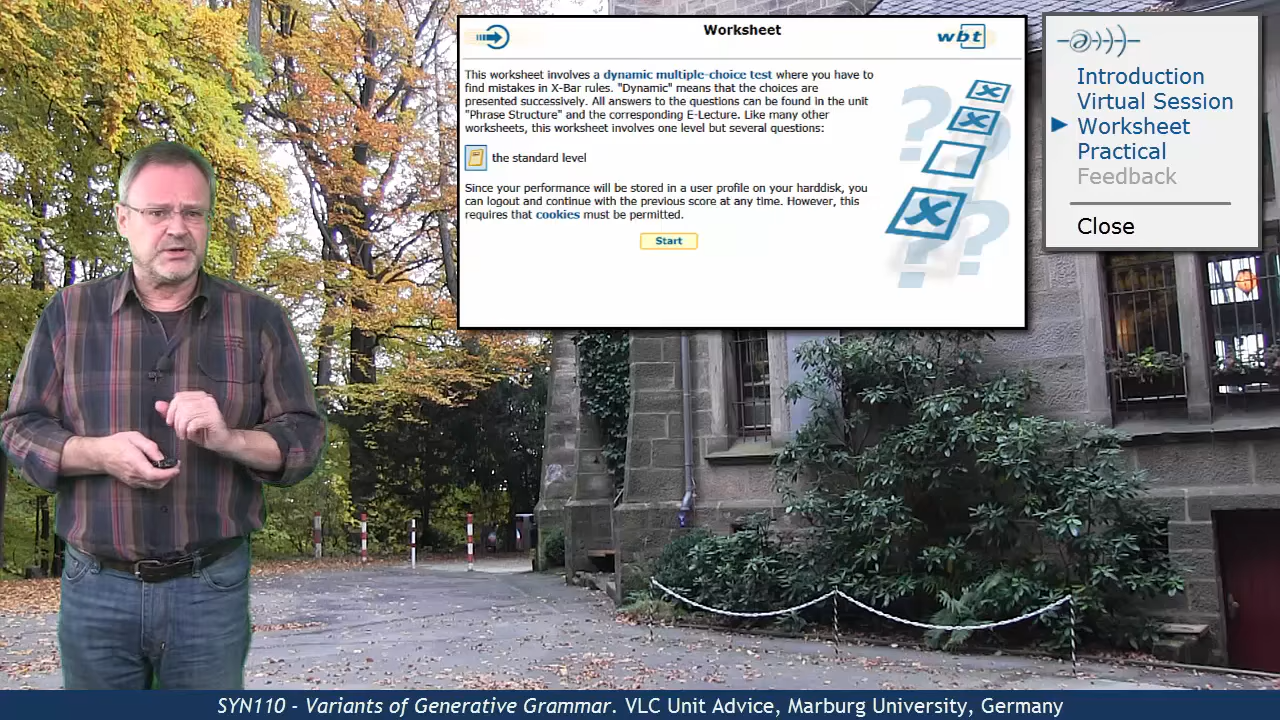 Worksheet
wbt
This worksheet involves a dynamic multiple-choice test where you have to
find mistakes in X-Bar rules. "Dynamic" means that the choices are
presented successively. All answers to the questions can be found in the unit
"Phrase Structure" and the corresponding E-Lecture. Like many other
worksheets, this worksheet involves one level but several questions:
the standard level
Since your performance will be stored in a user profile on your harddisk, you
can logout and continue with the previous score at any time. However, this
requires that cookies must be permitted.
Start
Introduction
Virtual Session
Worksheet
Practical
Feedback
Close
SYN110 - Variants of Generative Grammar. VLC Unit Advice, Marburg University, Germany